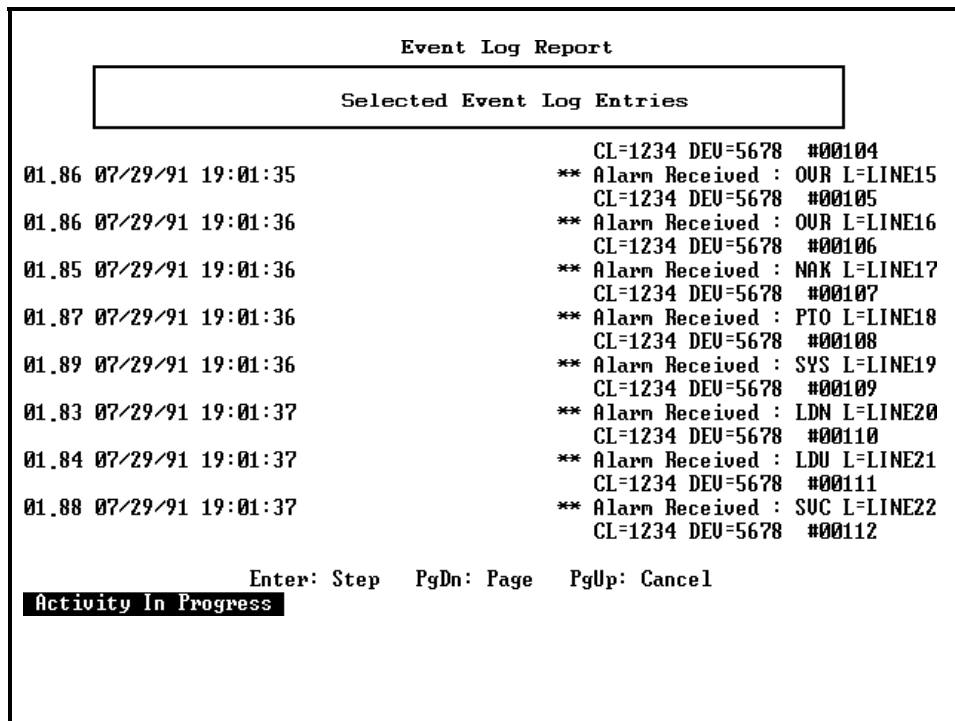 Event Log Report
Selected Event Log Entries
CL=1234 DEV=5678 #00104
01.86 07/29/91 19:01:35 ** Alarm Received : OVR L=LINE15
CL=1234 DEV=5678 #00105
01.86 07/29/91 19:01:36 ** Alarm Received : OVR L=LINE16
CL=1234 DEV=5678 #00106
01.85 07/29/91 19:01:36 ** Alarm Received : NAK L=LINE17
CL=1234 DEV=5678 #00107
01.87 07/29/91 19:01:36 ** Alarm Received : PTO L=LINE18
CL=1234 DEV=5678 #00108
01.89 07/29/91 19:01:36 ** Alarm Received : SYS L=LINE19
CL=1234 DEV=5678 #00109
01.83 07/29/91 19:01:37 ** Alarm Received : LDN L=LINE20
CL=1234 DEV=5678 #00110
01.84 07/29/91 19:01:37 ** Alarm Received : LDU L=LINE21
CL=1234 DEV=5678 #00111
01.88 07/29/91 19:01:37 ** Alarm Received : SVC L=LINE22
CL=1234 DEV=5678 #00112
Enter: Step PgDn: Page PgUp: Cancel
Activity In Progress